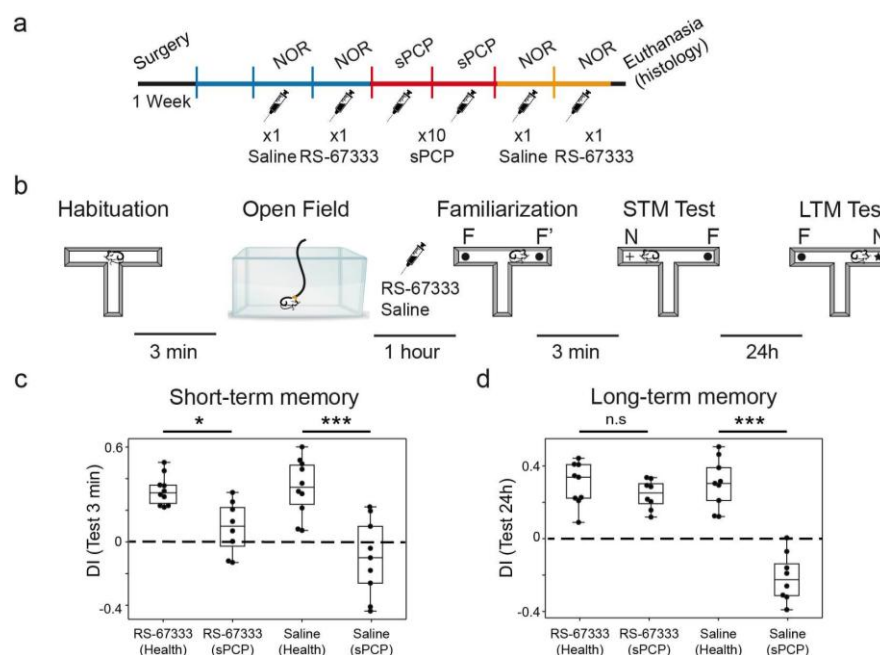 a
Surgery NOR NOR sPCP sPCP NOR NOR Euthanasia
(histology)
1 Week
x1 x1 x10 x1 x1
Saline RS-67333 sPCP Saline RS-67333
b
Habituation Open Field Familiarization STM Test LTM Tes
F F' N F F N
RS-67333
Saline
3 min 1 hour 3 min 24h
c d
Short-term memory Long-term memory
* *** n.s ***
DI (Test 3 min)
0.6
0
-0.4
RS-67333 RS-67333 Saline Saline
(Health) (sPCP) (Health) (sPCP)
DI (Test 24h)
0.4
0
-0.4
RS-67333 RS-67333 Saline Saline
(Health) (sPCP) (Health) (sPCP)